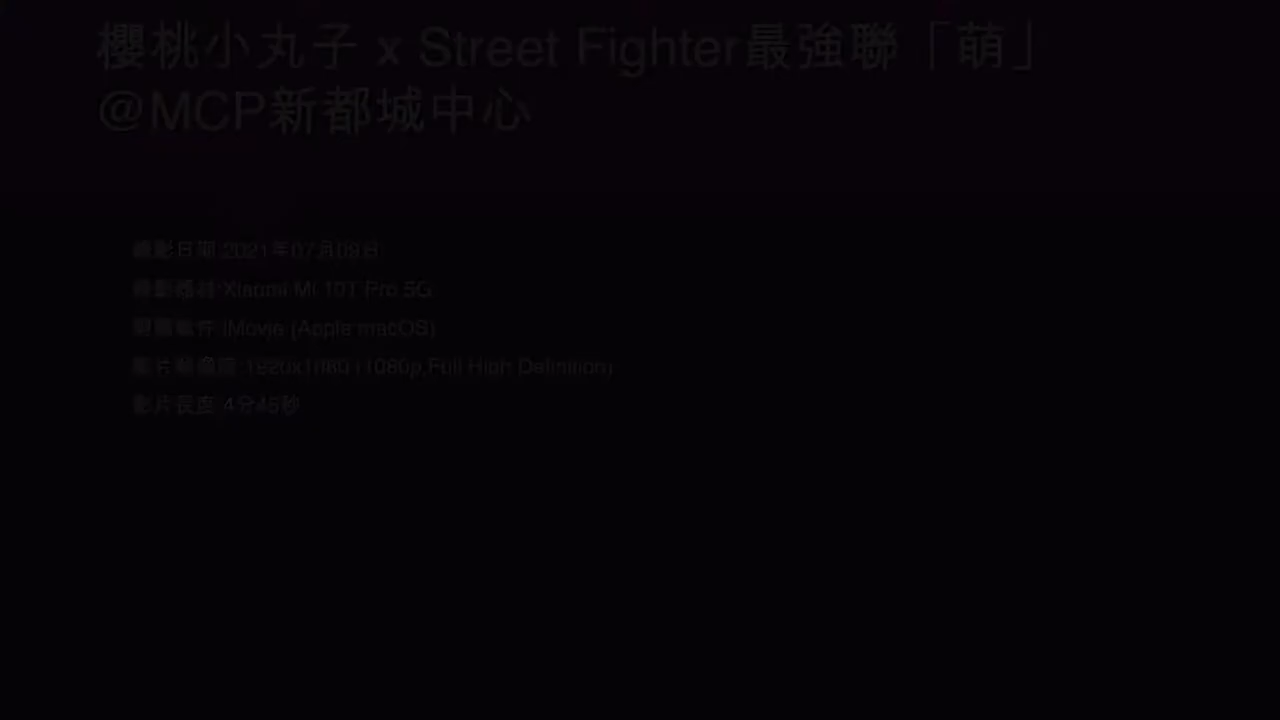 櫻桃小丸子 x Street Fighter最強聯「萌」
@MCP新都城中心
攝影日期:2021年07月09日
攝影器材:Xiaomi Mi 10T Pro 5G
剪輯軟件:iMovie (Apple macOS)
影片解像度:1920x1080 (1080p,Full High Definition)
影片長度:4分45秒